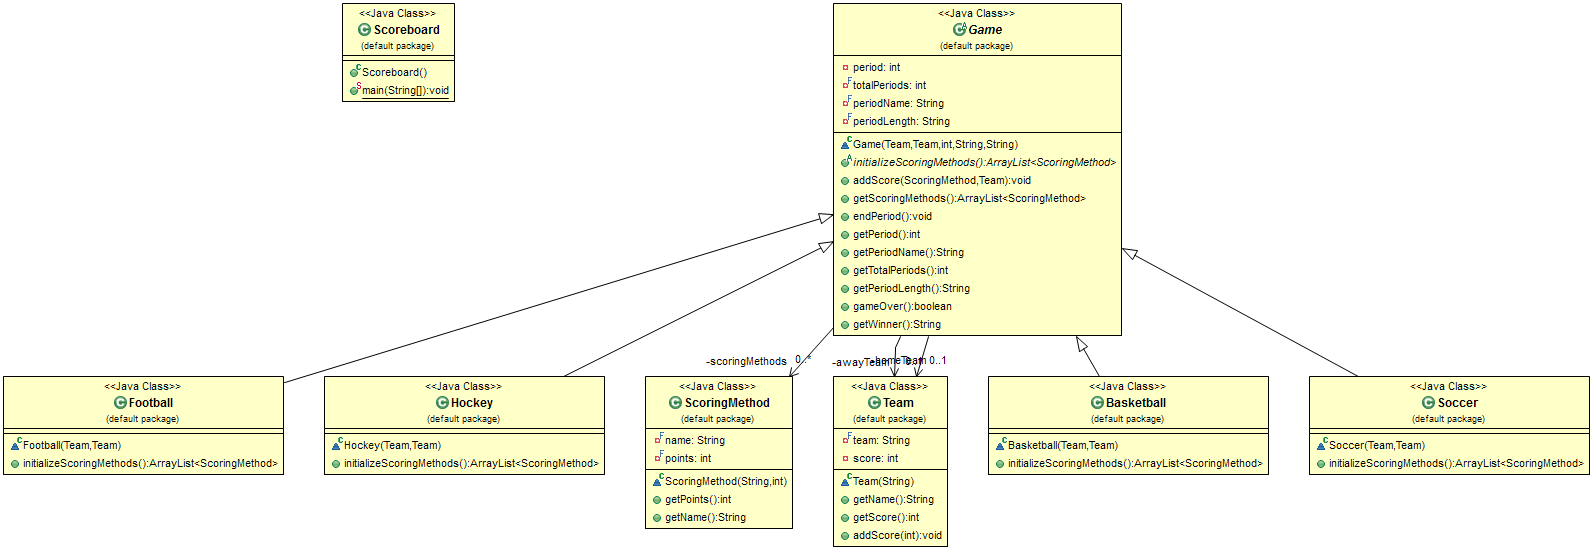 <<Java Class>>
Scoreboard
(default package)
Scoreboard()
main(String[]):void
<<Java Class>>
Game
(default package)
period: int
totalPeriods: int
periodName: String
periodLength: String
Game(Team,Team,int,String,String)
initializeScoringMethods():ArrayList<ScoringMethod>
addScore(ScoringMethod,Team):void
getScoringMethods():ArrayList<ScoringMethod>
endPeriod():void
getPeriod():int
getPeriodName():String
getTotalPeriods():int
getPeriodLength():String
gameOver():boolean
getWinner():String
-scoringMethods 0..*
-awayTeam 0..1
-homeTeam 0..1
<<Java Class>>
Football
(default package)
Football(Team,Team)
initializeScoringMethods():ArrayList<ScoringMethod>
<<Java Class>>
Hockey
(default package)
Hockey(Team,Team)
initializeScoringMethods():ArrayList<ScoringMethod>
<<Java Class>>
ScoringMethod
(default package)
name: String
points: int
ScoringMethod(String,int)
getPoints():int
getName():String
<<Java Class>>
Team
(default package)
team: String
score: int
Team(String)
getName():String
getScore():int
addScore(int):void
<<Java Class>>
Basketball
(default package)
Basketball(Team,Team)
initializeScoringMethods():ArrayList<ScoringMethod>
<<Java Class>>
Soccer
(default package)
Soccer(Team,Team)
initializeScoringMethods():ArrayList<ScoringMethod>